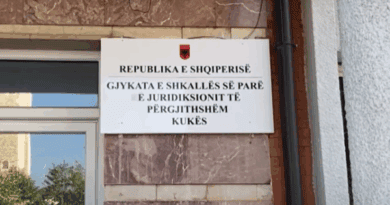 REPUBLIKA E SHQIPERISË
GJYKATA E SHKALLËS SË PARË
E JURIDIKSIONIT TË
PËRGJITHSHËM
KUKËS